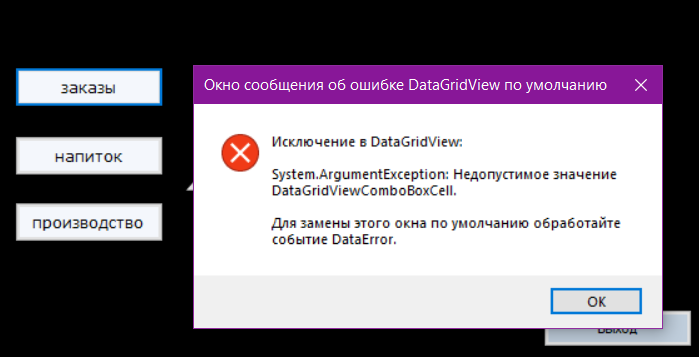 заказы
Окно сообщения об ошибке DataGridView по умолчанию
Исключение в DataGridView:
напиток
System.ArgumentException: Недопустимое значение
DataGridViewComboBoxCell.
производство
Для замены этого окна по умолчанию обработайте
событие DataError.
OK
Выход